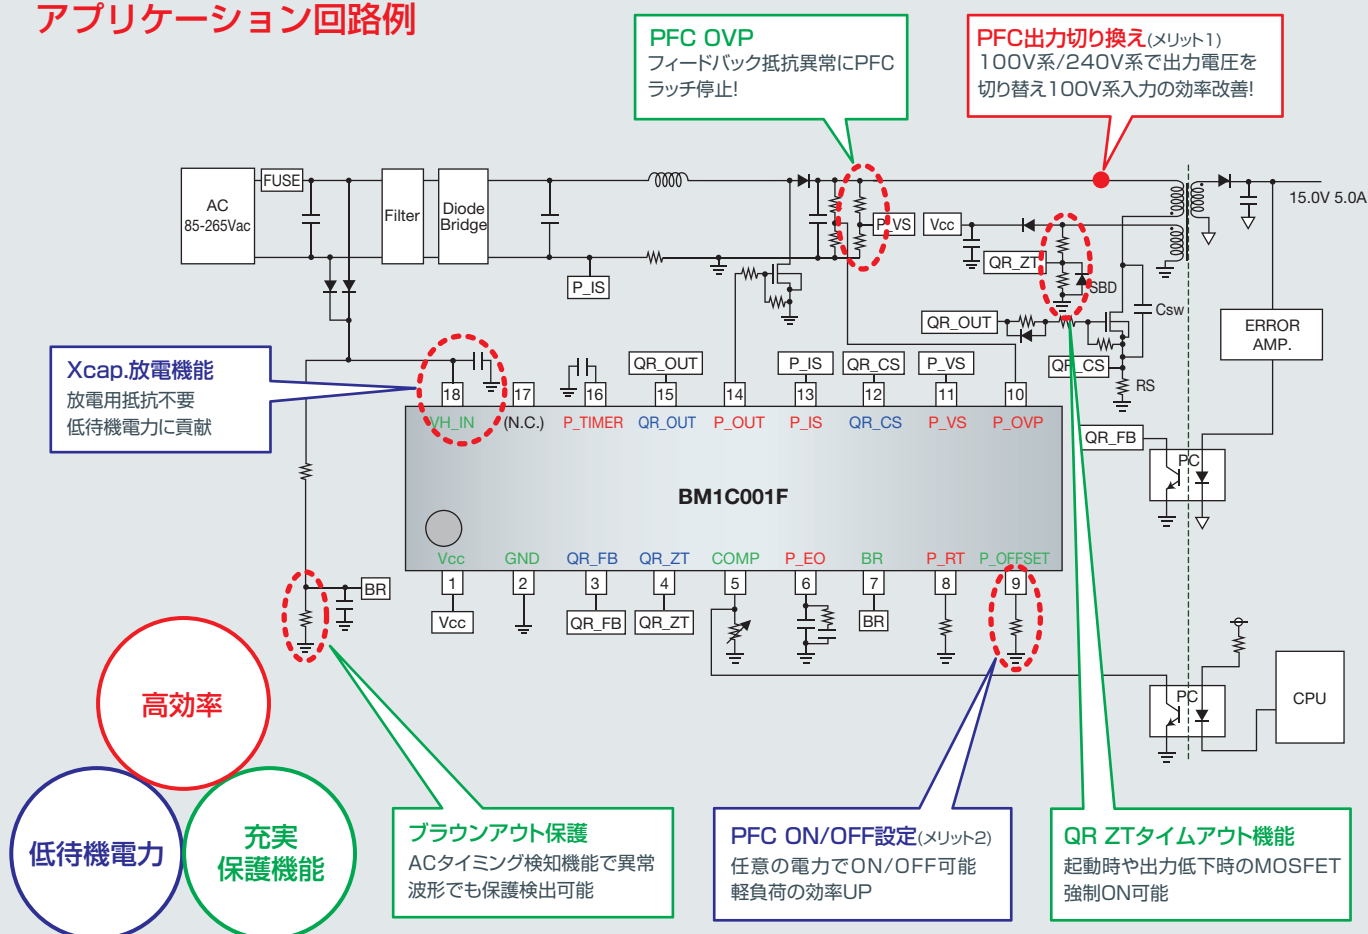 アプリケーション回路例
PFC OVP
フィードバック抵抗異常にPFC
ラッチ停止!
PFC出力切り換え(メリット1)
100V系/240V系で出力電圧を
切り替え100V系入力の効率改善!
AC
85-265Vac
FUSE
Filter
Diode
Bridge
P_IS
P_VS
Vcc
QR_ZT
SBD
Csw
QR_OUT
QR_CS
RS
15.0V 5.0A
ERROR
AMP.
Xcap.放電機能
放電用抵抗不要
低待機電力に貢献
QR_OUT
P_IS
QR_CS
P_VS
18
17
16
15
14
13
12
11
10
VH_IN
(N.C.)
P_TIMER
QR_OUT
P_OUT
P_IS
QR_CS
P_VS
P_OVP
QR_FB
PC
BM1C001F
Vcc
GND
QR_FB
QR_ZT
COMP
P_EO
BR
P_RT
P_OFFSET
1
2
3
4
5
6
7
8
9
BR
Vcc
QR_FB
QR_ZT
BR
PC
CPU
高効率
低待機電力
充実
保護機能
ブラウンアウト保護
ACタイミング検知機能で異常
波形でも保護検出可能
PFC ON/OFF設定(メリット2)
任意の電力でON/OFF可能
軽負荷の効率UP
QR ZTタイムアウト機能
起動時や出力低下時のMOSFET
強制ON可能